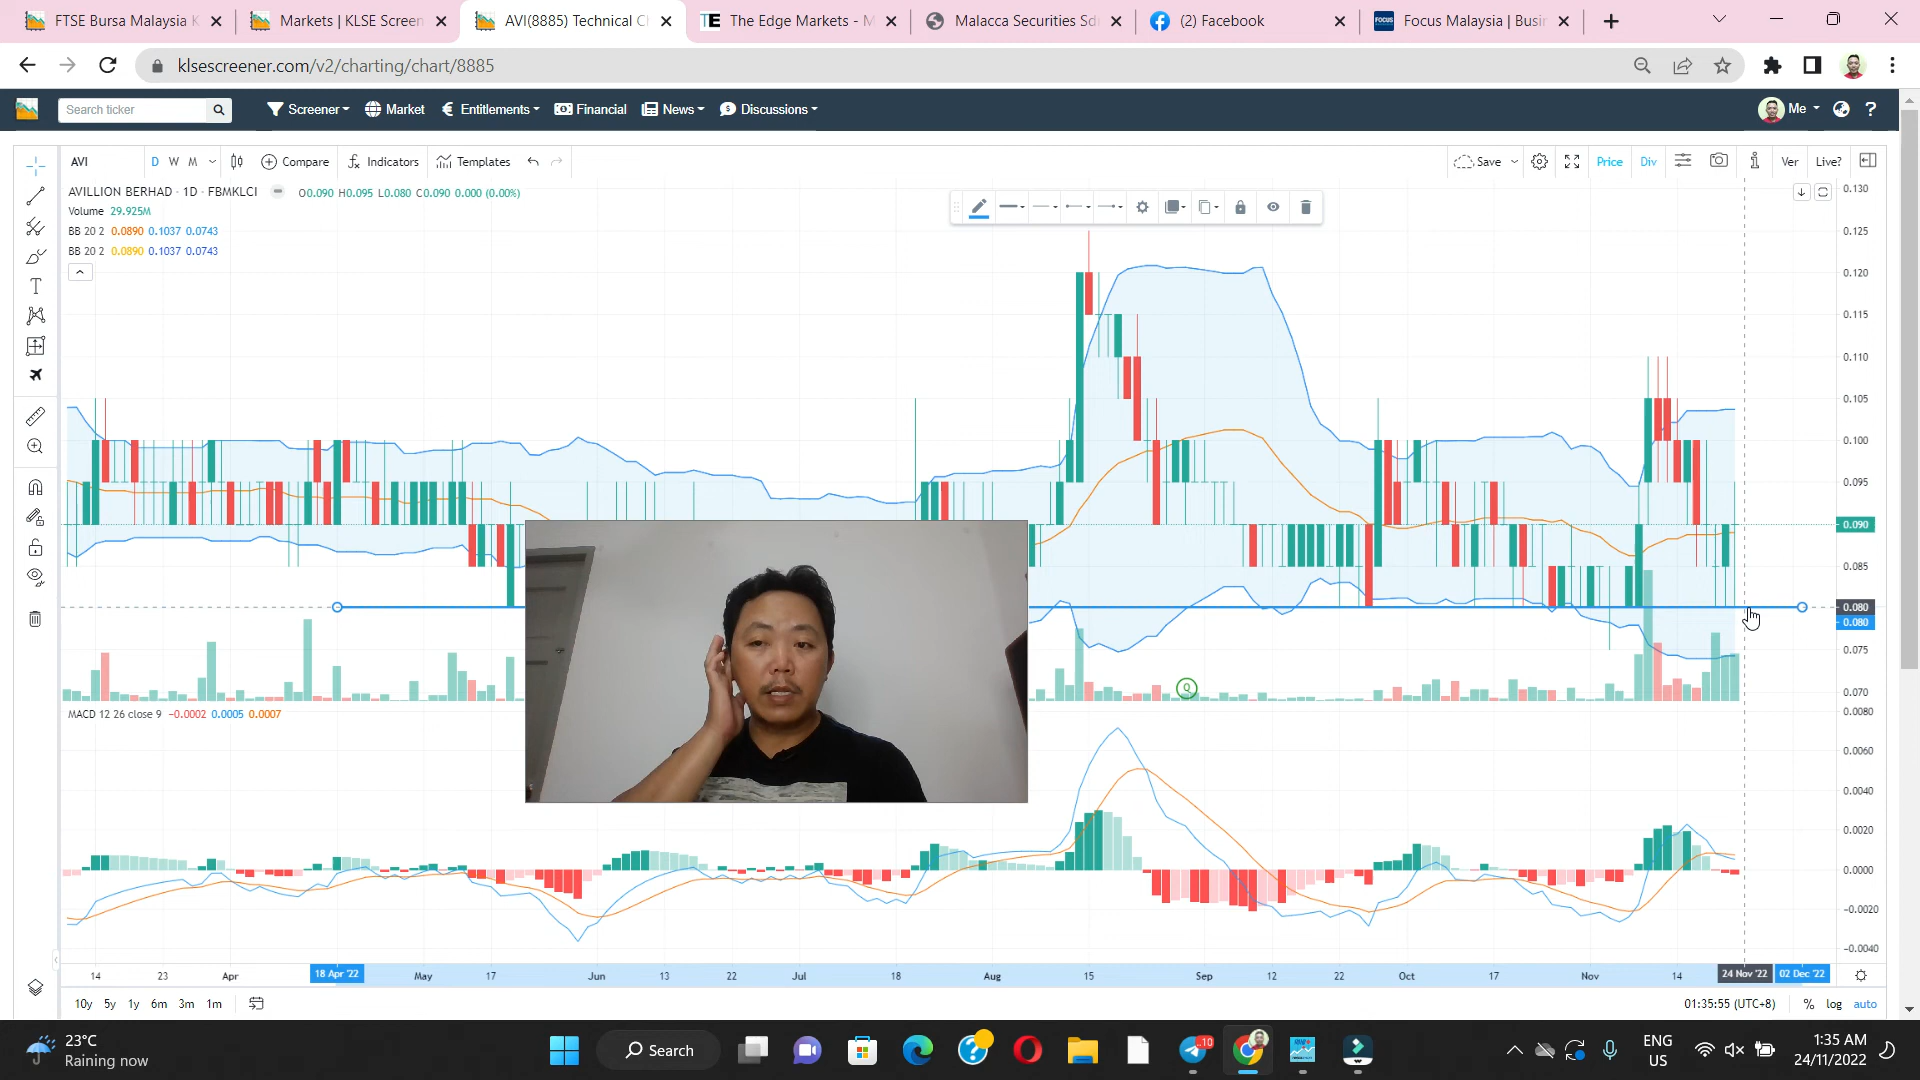 FTSE Bursa Malaysia K
Markets | KLSE Screen
AVI(8885) Technical C
The Edge Markets - M
Malacca Securities Sd
(2) Facebook
Focus Malaysia | Busi
klsescreener.com/v2/charting/chart/8885
Search ticker
Screener
Market
Entitlements
Financial
News
Discussions
Me
?
AVI
D
W
M
Compare
Indicators
Templates
Save
Price
Div
Ver
Live?
AVILLION BERHAD · 1D · FBMKLCI
O0.090 H0.095 L0.080 C0.090 0.000 (0.00%)
Volume 29.925M
BB 20 2 0.0890 0.1037 0.0743
BB 20 2 0.0890 0.1037 0.0743
0.130
0.125
0.120
0.115
0.110
0.105
0.100
0.095
0.090
0.085
0.080
0.080
0.075
0.070
Q
MACD 12 26 close 9 −0.0002 0.0005 0.0007
0.0080
0.0060
0.0040
0.0020
0.0000
−0.0020
−0.0040
14
23
Apr
18 Apr '22
May
17
Jun
13
22
Jul
18
Aug
15
Sep
12
22
Oct
17
Nov
14
24 Nov '22
02 Dec '22
10y
5y
1y
6m
3m
1m
01:35:55 (UTC+8)
%
log
auto
23°C
Raining now
Search
10
ENG
US
1:35 AM
24/11/2022